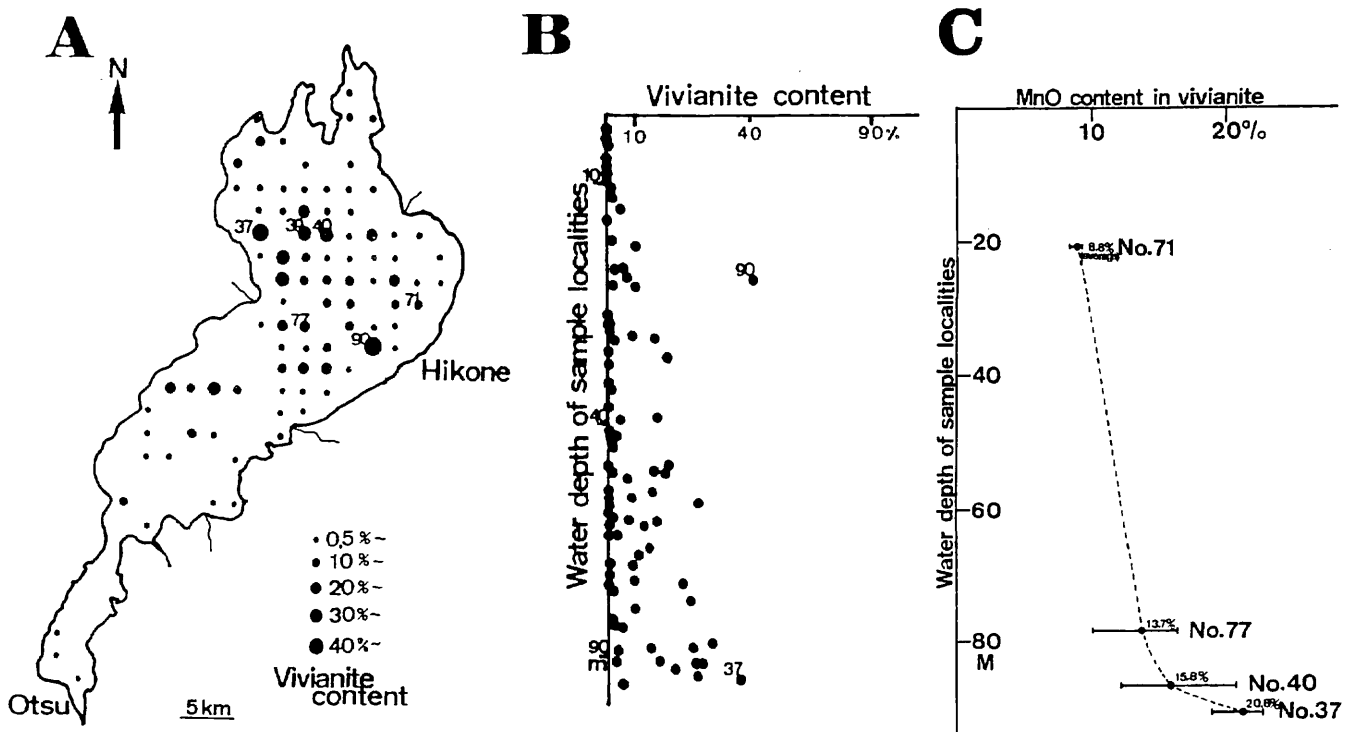 A
N
37
39
40
71
77
90
Hikone
Otsu
5 km
0,5 %~
10 %~
20 %~
30 %~
40 %~
Vivianite
content
B
Vivianite content
10
40
90%
Water depth of sample localities
10
40
90
m
90
37
C
MnO content in vivianite
10
20%
Water depth of sample localities
20
40
60
80
M
8.8%
average
No.71
13.7%
No.77
15.8%
No.40
20.8%
No.37